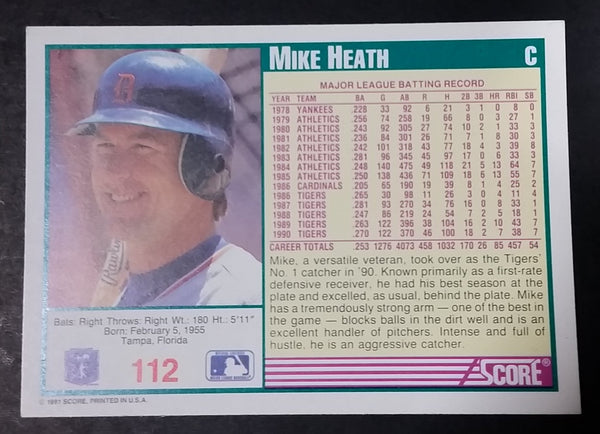 MIKE HEATH C
MAJOR LEAGUE BATTING RECORD
YEAR TEAM BA G AB R H 2B 3B HR RBI SB
1978 YANKEES .228 33 92 6 21 3 1 0 8 0
1979 ATHLETICS .256 74 258 19 66 8 0 3 27 1
1980 ATHLETICS .243 92 305 27 74 10 2 1 33 3
1981 ATHLETICS .236 84 301 26 71 7 1 8 30 3
1982 ATHLETICS .242 101 318 43 77 18 4 3 39 8
1983 ATHLETICS .281 96 345 45 97 17 0 6 33 3
1984 ATHLETICS .248 140 475 49 118 21 5 13 64 7
1985 ATHLETICS .250 138 436 71 109 18 6 13 55 7
1986 CARDINALS .205 65 190 19 39 8 1 4 25 2
1986 TIGERS .265 30 98 11 26 3 0 4 11 4
1987 TIGERS .281 93 270 34 76 16 0 8 33 1
1988 TIGERS .247 86 219 24 54 7 2 5 18 1
1989 TIGERS .263 122 396 38 104 16 2 10 43 7
1990 TIGERS .270 122 370 46 100 18 2 7 38 7
CAREER TOTALS .253 1276 4073 458 1032 170 26 85 457 54
Mike, a versatile veteran, took over as the Tigers'
No. 1 catcher in '90. Known primarily as a first-rate
defensive receiver, he had his best season at the
plate and excelled, as usual, behind the plate. Mike
has a tremendously strong arm — one of the best in
the game — blocks balls in the dirt well and is an
excellent handler of pitchers. Intense and full of
hustle, he is an aggressive catcher.
Bats: Right Throws: Right Wt.: 180 Ht.: 5'11"
Born: February 5, 1955
Tampa, Florida
112
SCORE®
© 1991 SCORE, PRINTED IN U.S.A.